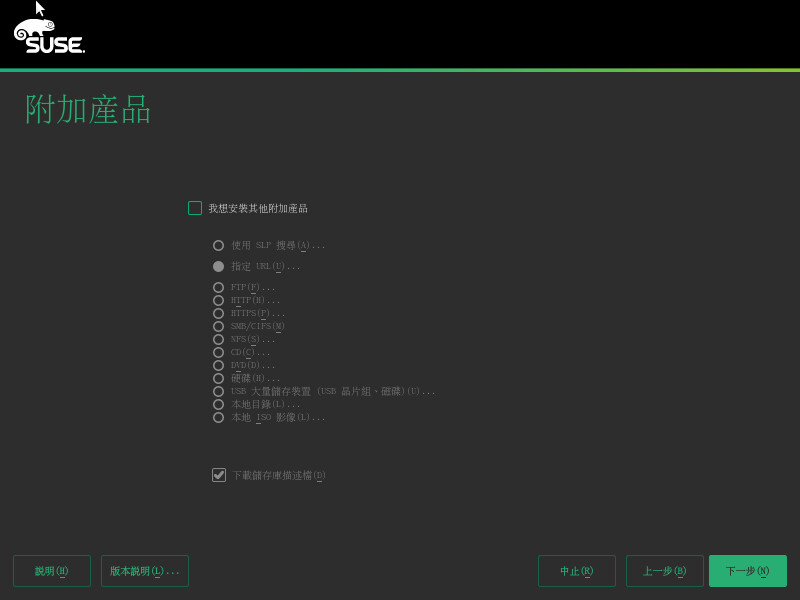 SUSE.
附加產品
我想安裝其他附加產品
使用 SLP 搜尋(A)...
指定 URL(U)...
FTP(F)...
HTTP(H)...
HTTPS(P)...
SMB/CIFS(M)
NFS(S)...
CD(C)...
DVD(D)...
硬碟(H)...
USB 大量儲存裝置 (USB 晶片組、磁碟)(U)...
本地目錄(L)...
本地 ISO 影像(L)...
下載儲存庫描述檔(D)
說明(H) 版本說明(L)... 中止(R) 上一步(B) 下一步(N)